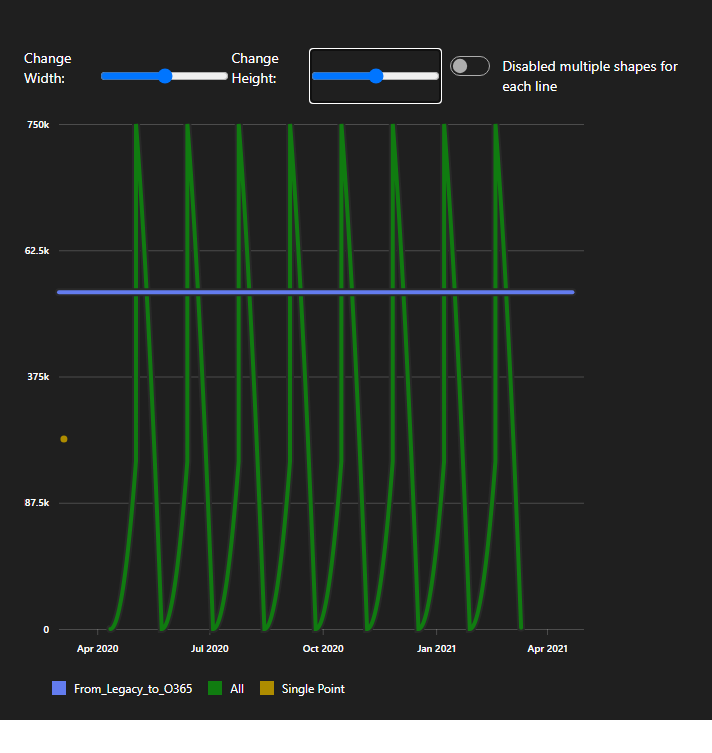 Change
Width:
Change
Height:
Disabled multiple shapes for
each line
750k
62.5k
375k
87.5k
0
Apr 2020
Jul 2020
Oct 2020
Jan 2021
Apr 2021
From_Legacy_to_O365
All
Single Point